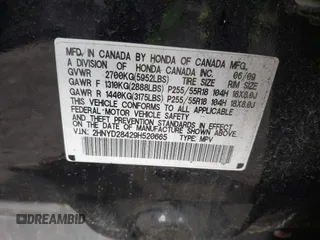 MFD. IN CANADA BY HONDA OF CANADA MFG.,
A DIVISION OF HONDA CANADA INC. 06/09
GVWR 2700KG(5952LBS) TIRE SIZE RIM SIZE
GAWR F 1310KG(2888LBS) P255/55R18 104H 18X8.0J
GAWR R 1440KG(3175LBS) P255/55R18 104H 18X8.0J
THIS VEHICLE CONFORMS TO ALL APPLICABLE
FEDERAL MOTOR VEHICLE SAFETY AND
THEFT PREVENTION STANDARDS IN EFFECT ON
THE DATE OF MANUFACTURE SHOWN ABOVE.
V.I.N.: 2HNYD28429H520665 TYPE: MPV
DREAMBID